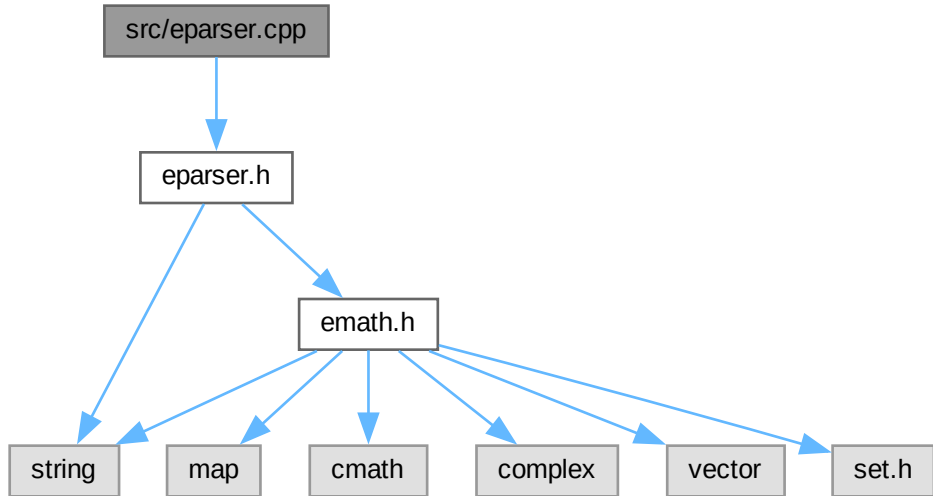 src/eparser.cpp
eparser.h
emath.h
string
map
cmath
complex
vector
set.h